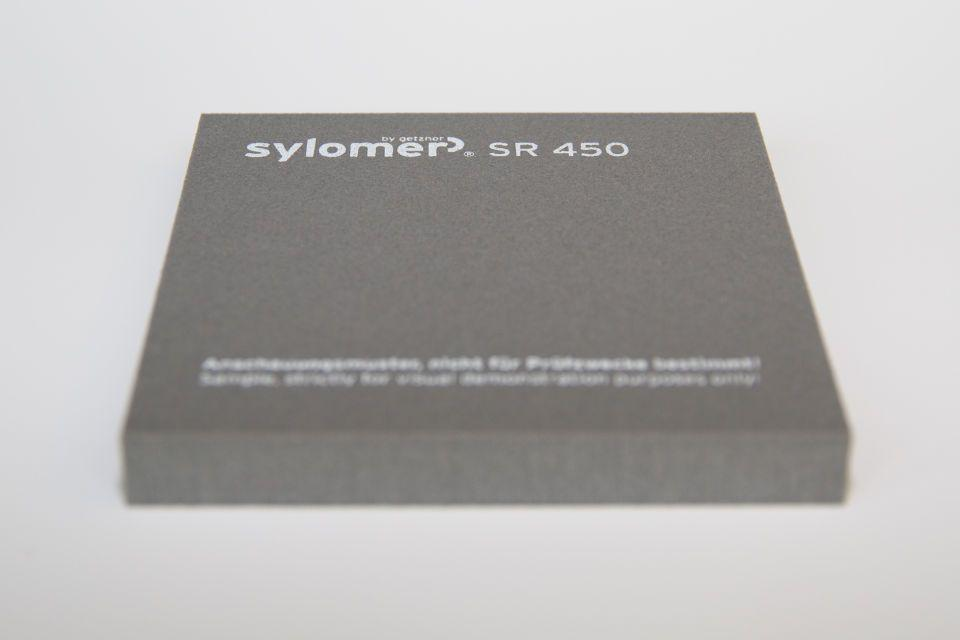 by getzner
sylomer® SR 450
Anschauungsmuster, nicht für Prüfzwecke bestimmt!
Sample, strictly for visual demonstration purposes only!